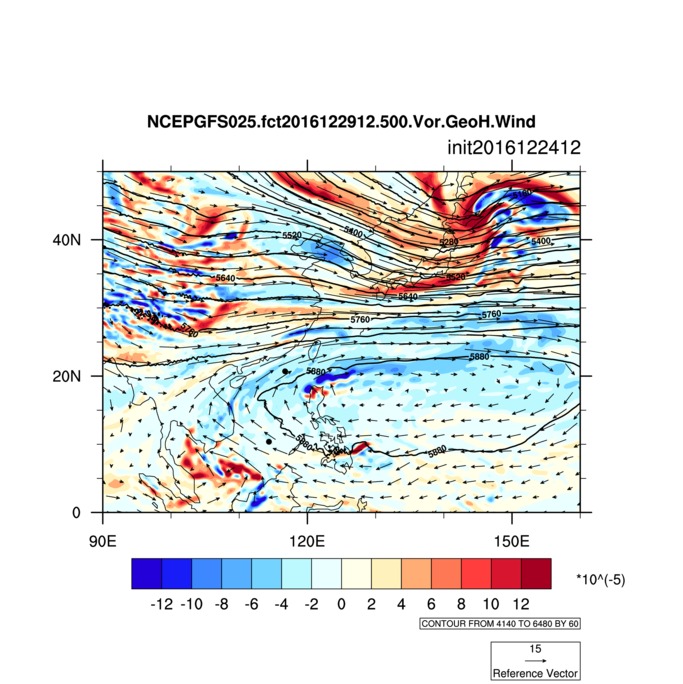 NCEPGFS025.fct2016122912.500.Vor.GeoH.Wind
init2016122412
5400
5520
5400
40N
5280
5640
5520
5640
5760
5760
5880
5880
20N
5880
5880
0
90E 120E 150E
-12 -10 -8 -6 -4 -2 0 2 4 6 8 10 12
*10^(-5)
CONTOUR FROM 4140 TO 6480 BY 60
15
Reference Vector